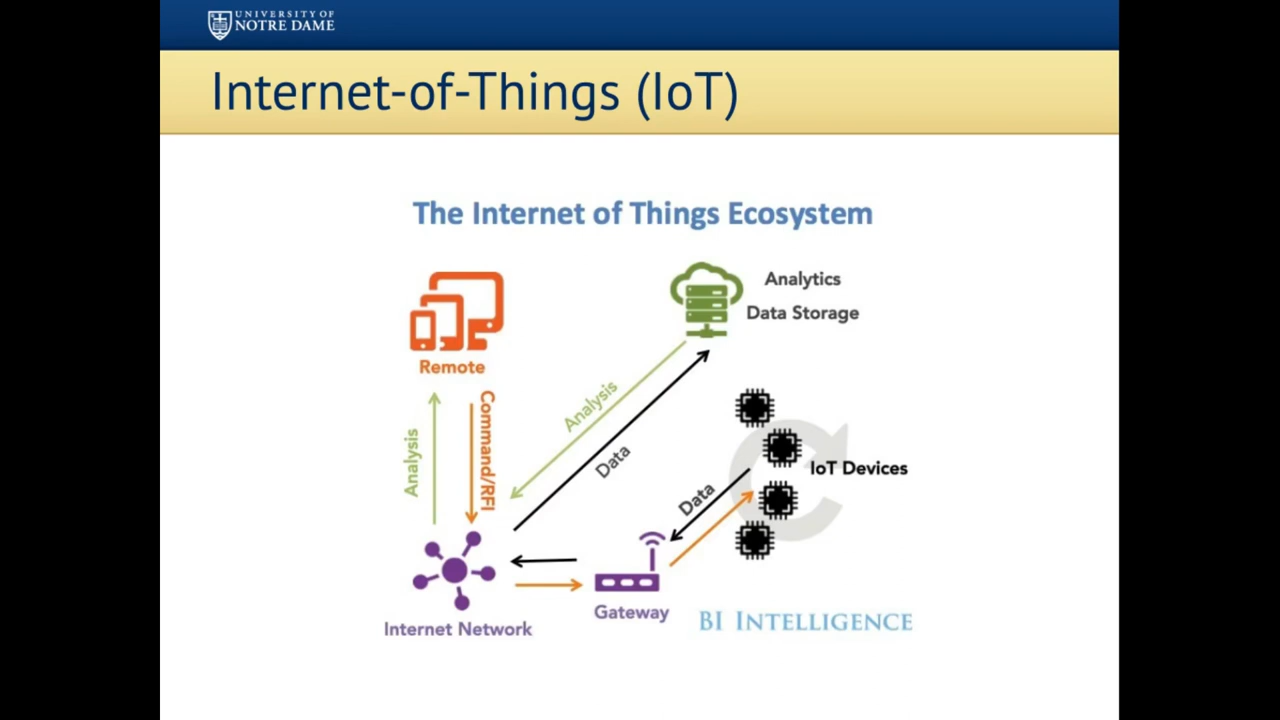 UNIVERSITY OF
NOTRE DAME
Internet-of-Things (IoT)
The Internet of Things Ecosystem
Analytics
Data Storage
Remote
Analysis
Command/RFI
Analysis
Data
Data
IoT Devices
Gateway
Internet Network
BI INTELLIGENCE